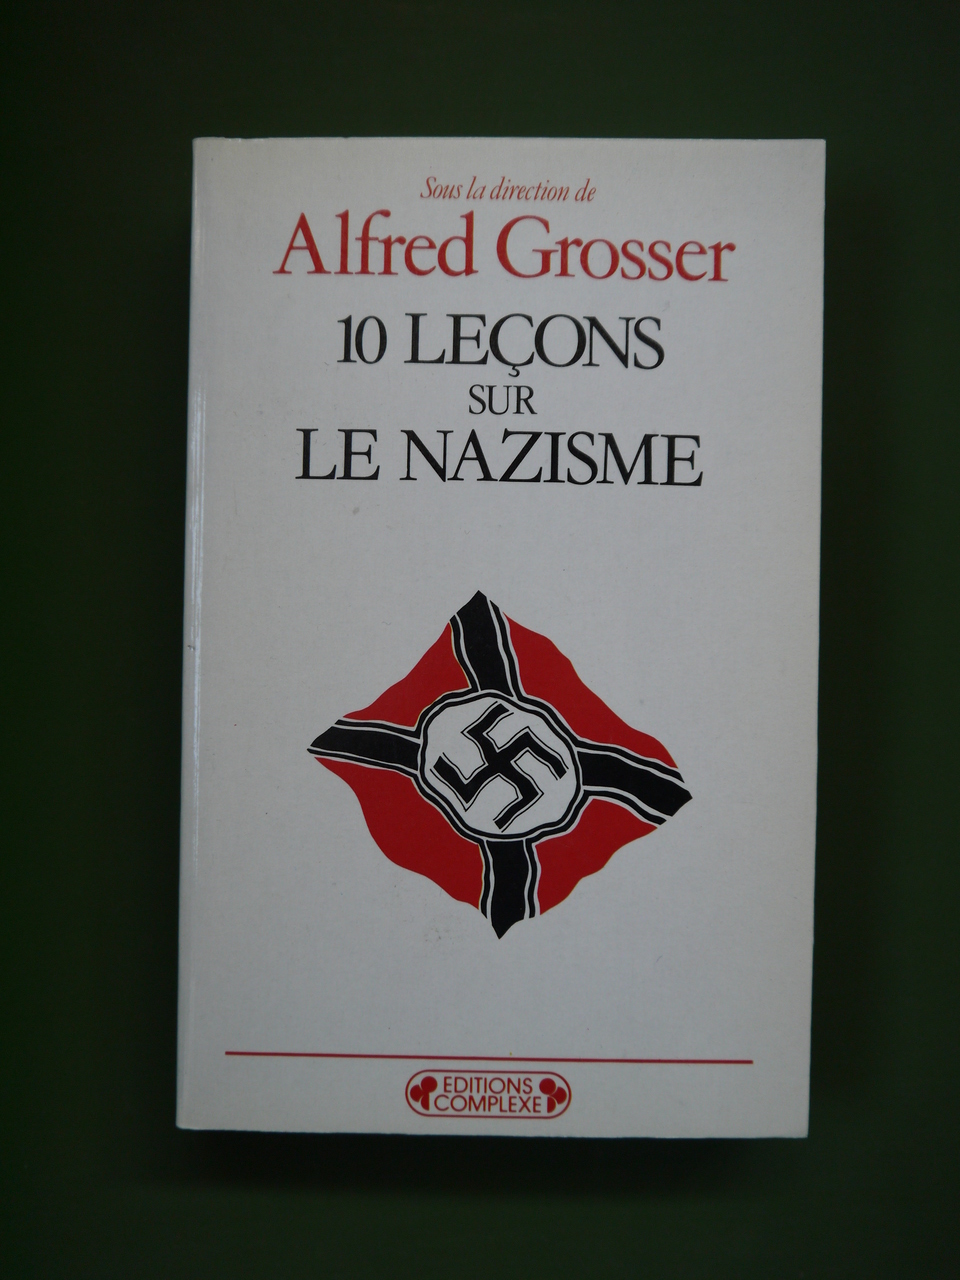 Sous la direction de
Alfred Grosser
10 LEÇONS
SUR
LE NAZISME
EDITIONS
COMPLEXE